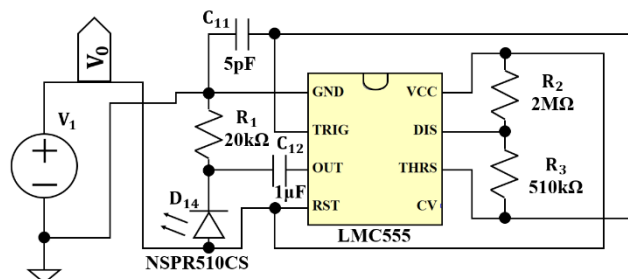 C11
5pF
V0
V1
R1
20kΩ
C12
1μF
D14
NSPR510CS
GND
TRIG
OUT
RST
VCC
DIS
THRS
CV
LMC555
R2
2MΩ
R3
510kΩ